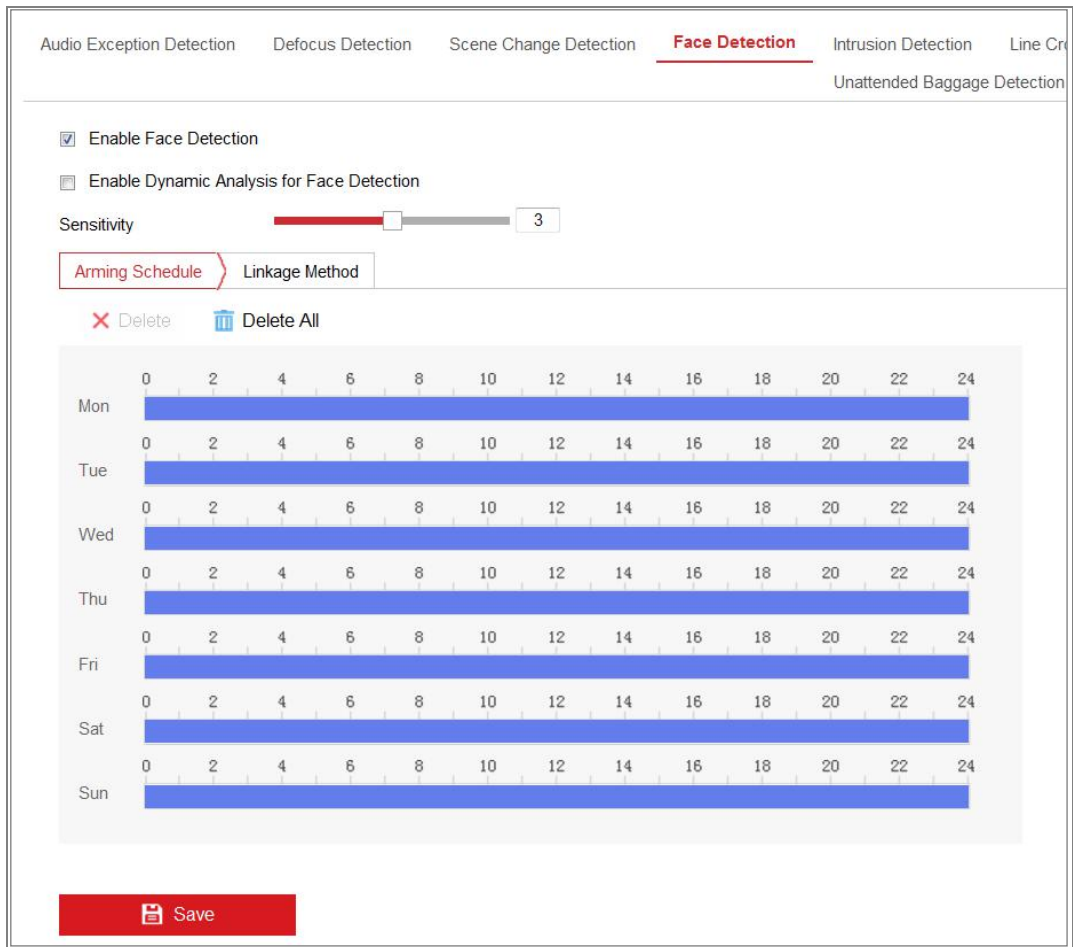 Audio Exception Detection Defocus Detection Scene Change Detection Face Detection Intrusion Detection Line Cro
Unattended Baggage Detection
Enable Face Detection
Enable Dynamic Analysis for Face Detection
Sensitivity 3
Arming Schedule Linkage Method
Delete Delete All
0 2 4 6 8 10 12 14 16 18 20 22 24
Mon
0 2 4 6 8 10 12 14 16 18 20 22 24
Tue
0 2 4 6 8 10 12 14 16 18 20 22 24
Wed
0 2 4 6 8 10 12 14 16 18 20 22 24
Thu
0 2 4 6 8 10 12 14 16 18 20 22 24
Fri
0 2 4 6 8 10 12 14 16 18 20 22 24
Sat
0 2 4 6 8 10 12 14 16 18 20 22 24
Sun
Save